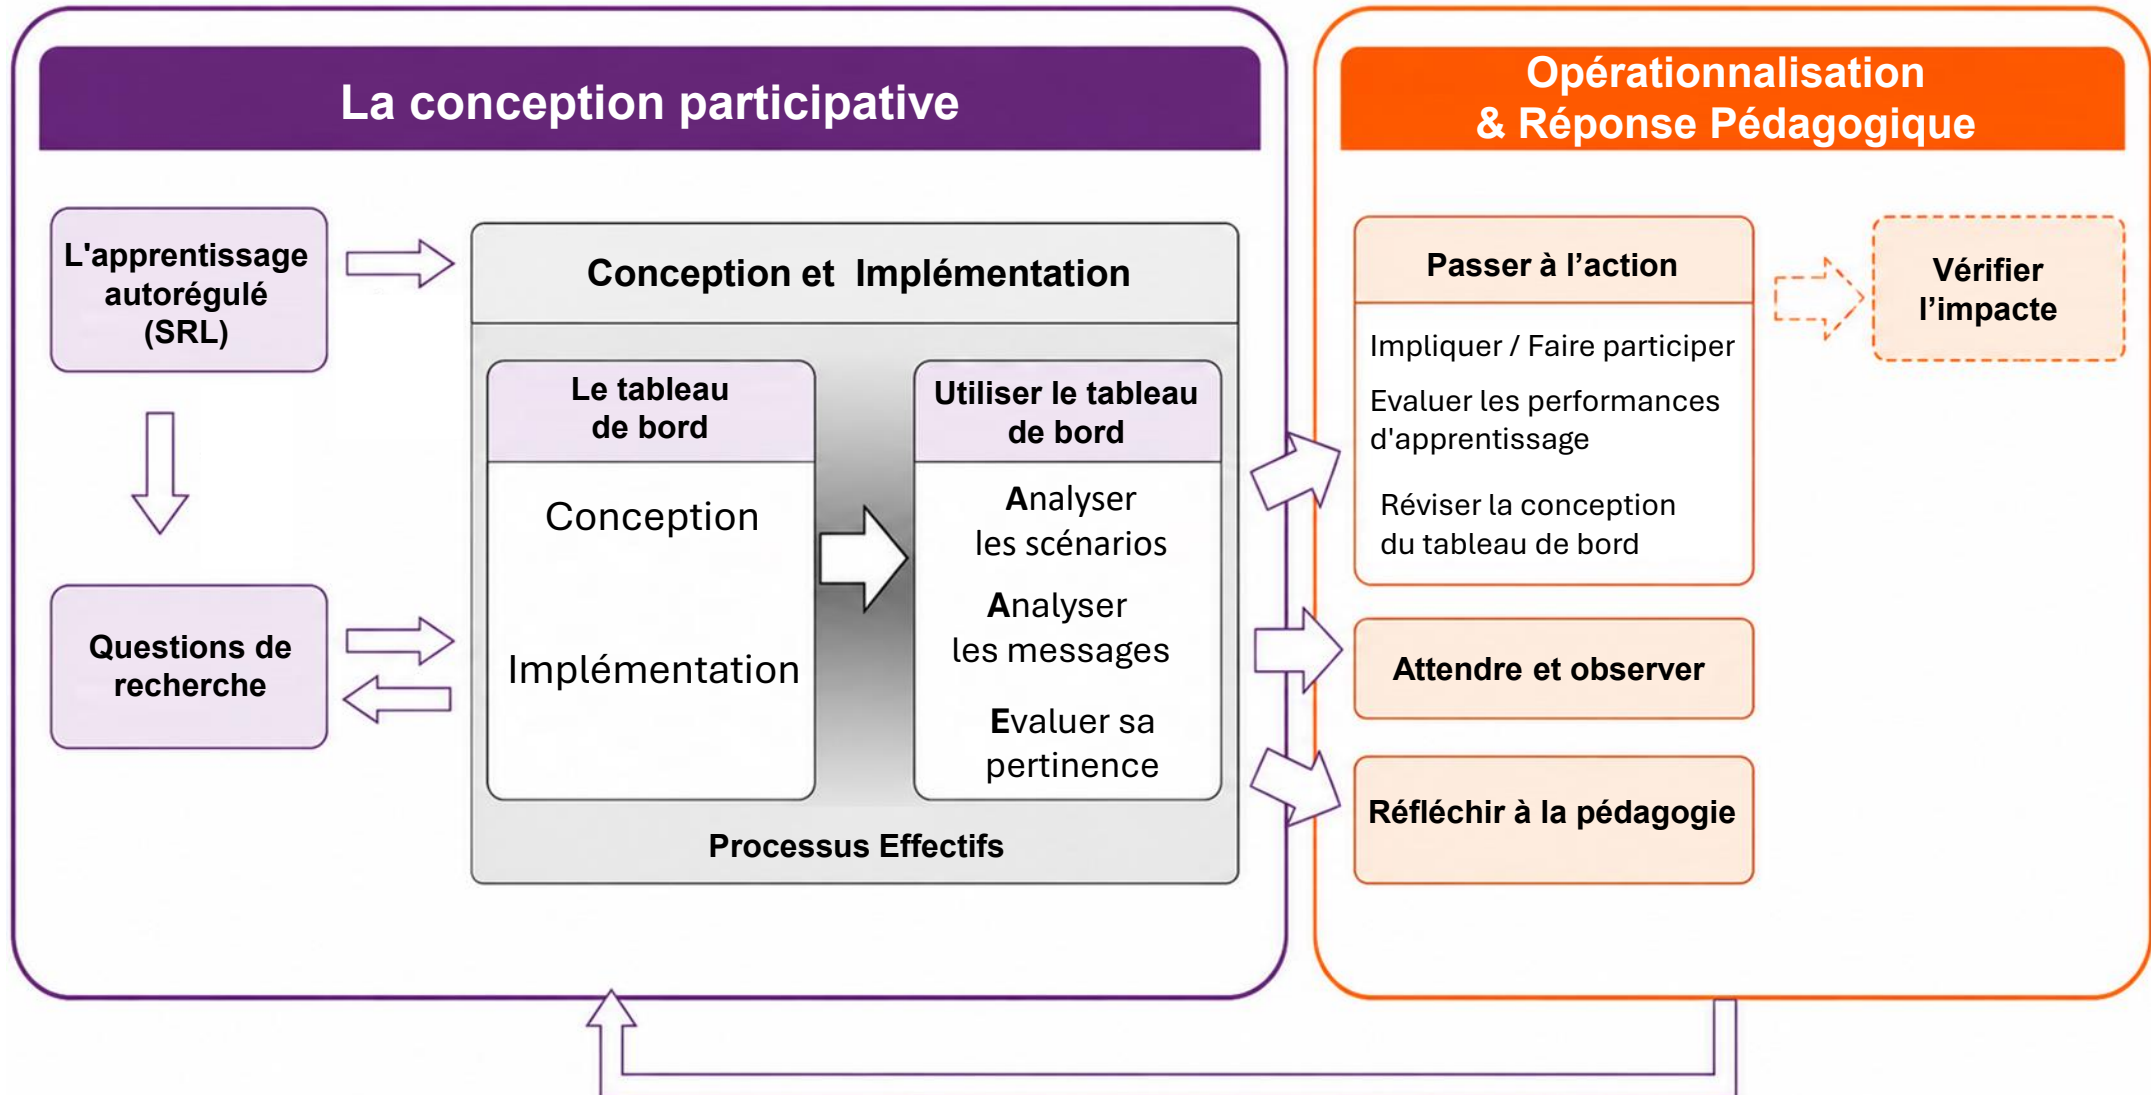 La conception participative
L'apprentissage
autorégulé
(SRL)
Questions de
recherche
Conception et  Implémentation
Le tableau
de bord
Conception
Implémentation
Utiliser le tableau
de bord
Analyser
les scénarios
Analyser
les messages
Evaluer sa
pertinence
Processus Effectifs
Opérationnalisation
& Réponse Pédagogique
Passer à l’action
Impliquer / Faire participer
Evaluer les performances
d'apprentissage
Réviser la conception
du tableau de bord
Vérifier
l’impacte
Attendre et observer
Réfléchir à la pédagogie